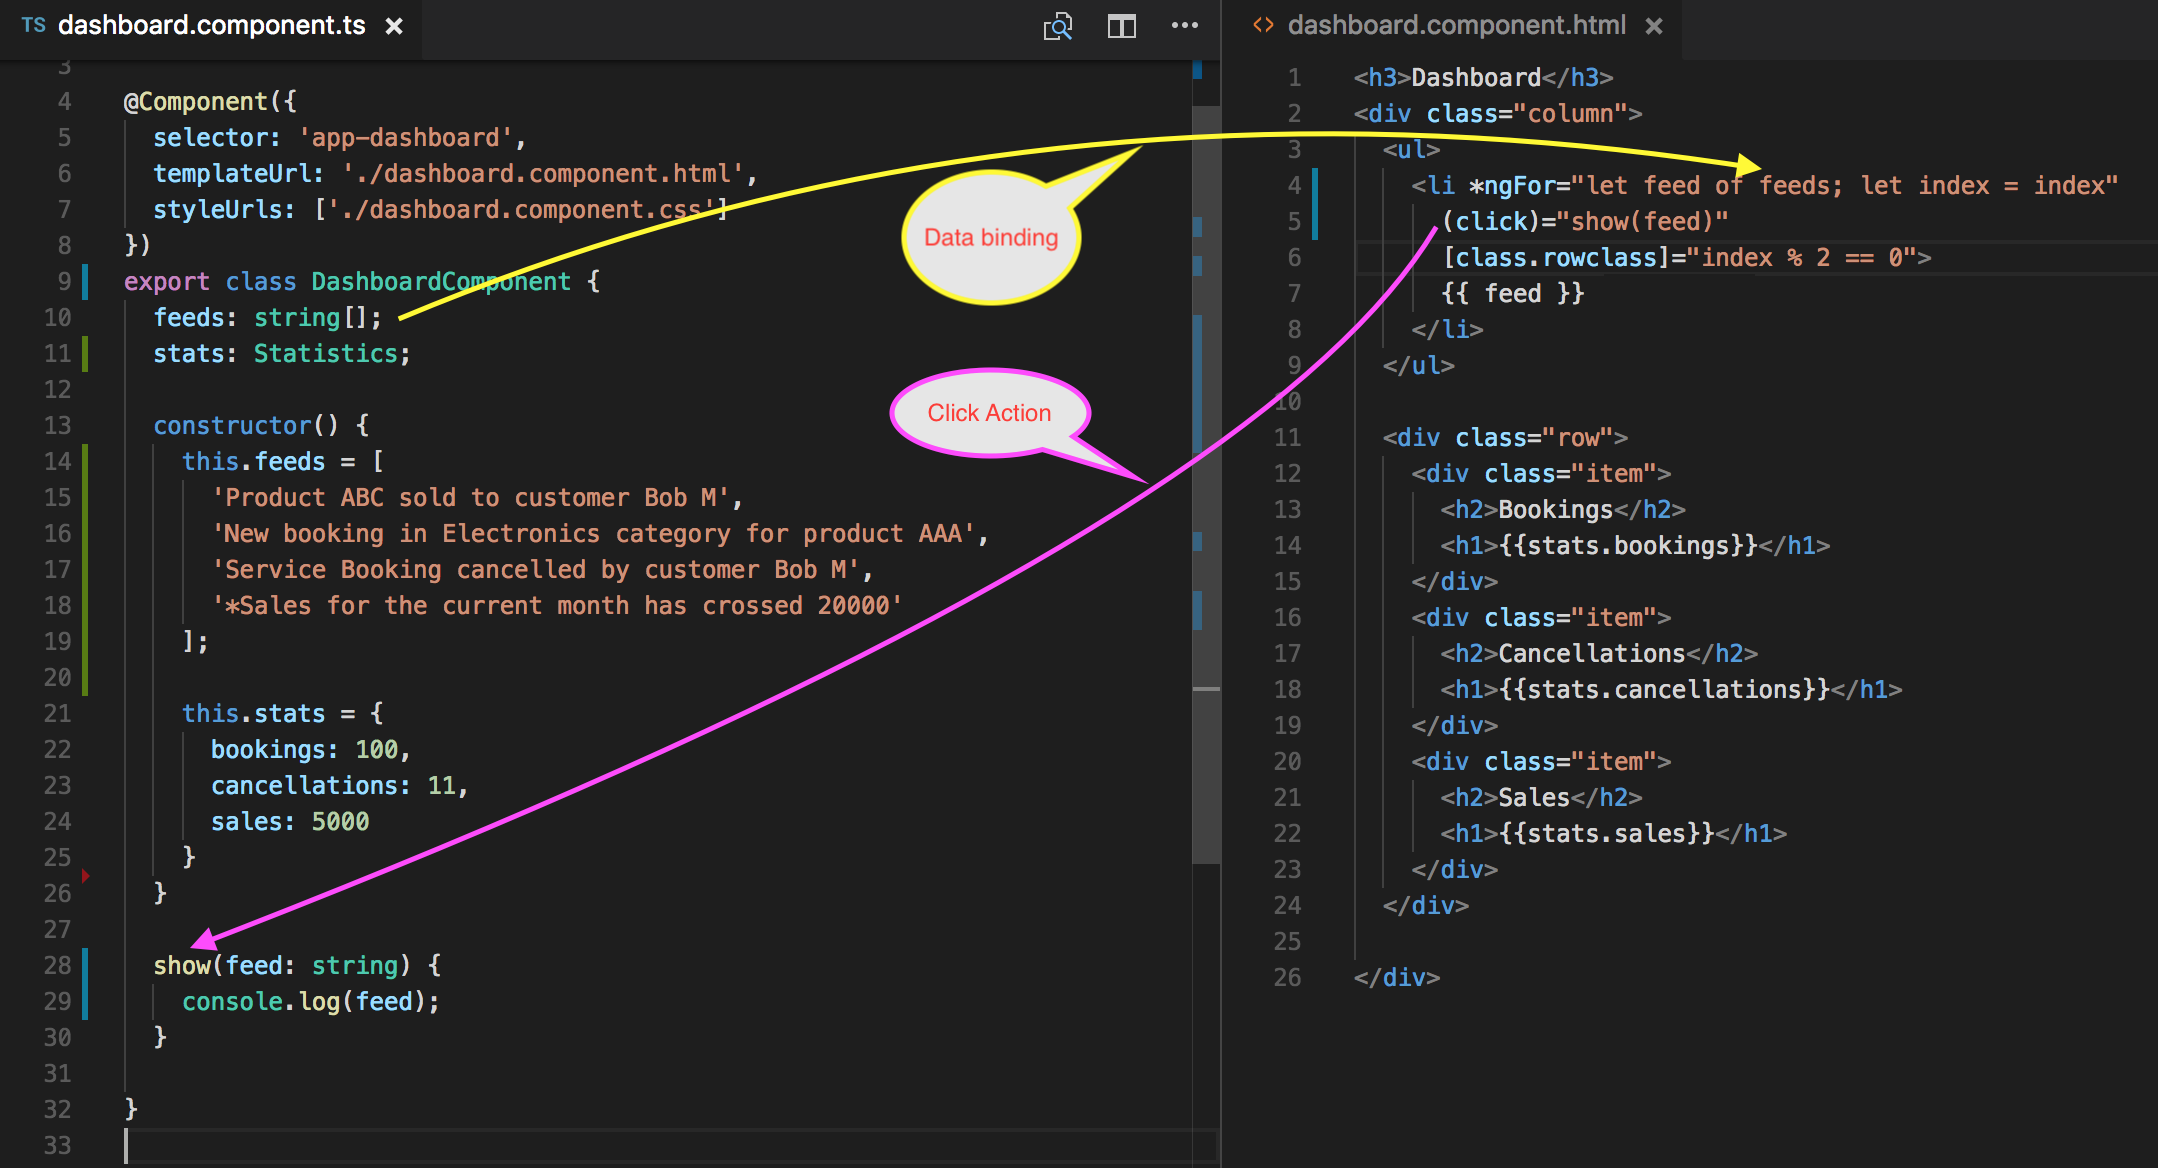 TS dashboard.component.ts ×
3
4 @Component({
5 selector: 'app-dashboard',
6 templateUrl: './dashboard.component.html',
7 styleUrls: ['./dashboard.component.css']
8 })
9 export class DashboardComponent {
10 feeds: string[];
11 stats: Statistics;
12
13 constructor() {
14 this.feeds = [
15 'Product ABC sold to customer Bob M',
16 'New booking in Electronics category for product AAA',
17 'Service Booking cancelled by customer Bob M',
18 '*Sales for the current month has crossed 20000'
19 ];
20
21 this.stats = {
22 bookings: 100,
23 cancellations: 11,
24 sales: 5000
25 }
26 }
27
28 show(feed: string) {
29 console.log(feed);
30 }
31
32 }
33
Data binding
Click Action
<> dashboard.component.html ×
1 <h3>Dashboard</h3>
2 <div class="column">
3 <ul>
4 <li *ngFor="let feed of feeds; let index = index"
5 (click)="show(feed)"
6 [class.rowclass]="index % 2 == 0">
7 {{ feed }}
8 </li>
9 </ul>
10
11 <div class="row">
12 <div class="item">
13 <h2>Bookings</h2>
14 <h1>{{stats.bookings}}</h1>
15 </div>
16 <div class="item">
17 <h2>Cancellations</h2>
18 <h1>{{stats.cancellations}}</h1>
19 </div>
20 <div class="item">
21 <h2>Sales</h2>
22 <h1>{{stats.sales}}</h1>
23 </div>
24 </div>
25
26 </div>